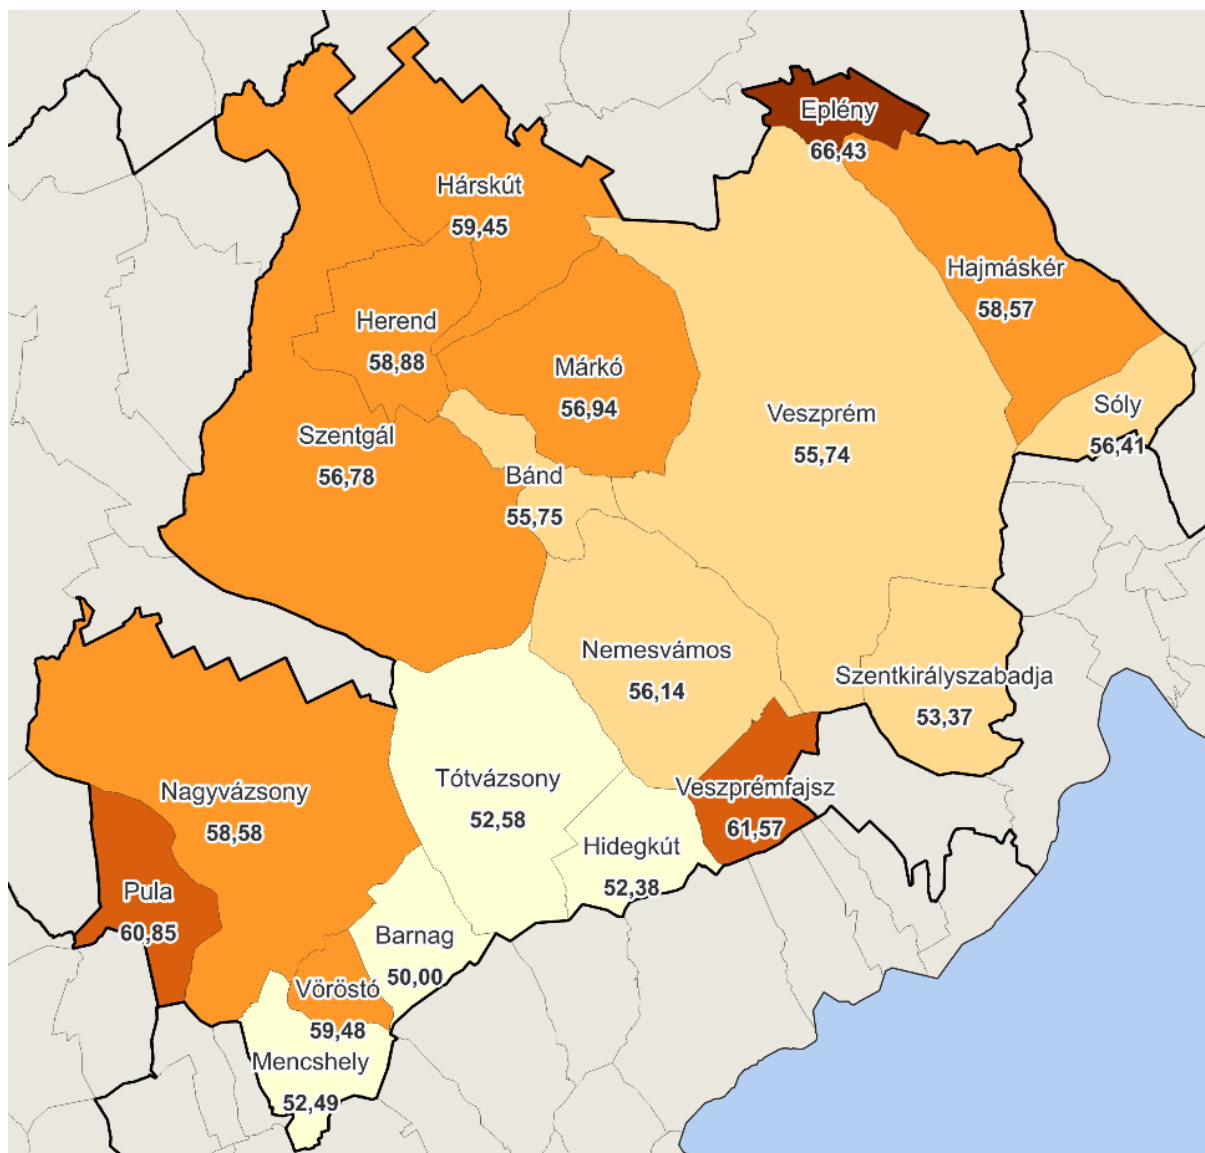 Eplény
66,43
Hárskút
59,45
Hajmáskér
58,57
Herend
58,88
Márkó
56,94
Veszprém
55,74
Sóly
56,41
Szentgál
56,78
Bánd
55,75
Nemesvámos
56,14
Szentkirályszabadja
53,37
Tótvázsony
52,58
Veszprémfajsz
61,57
Nagyvázsony
58,58
Hidegkút
52,38
Pula
60,85
Barnag
50,00
Vöröstó
59,48
Mencshely
52,49